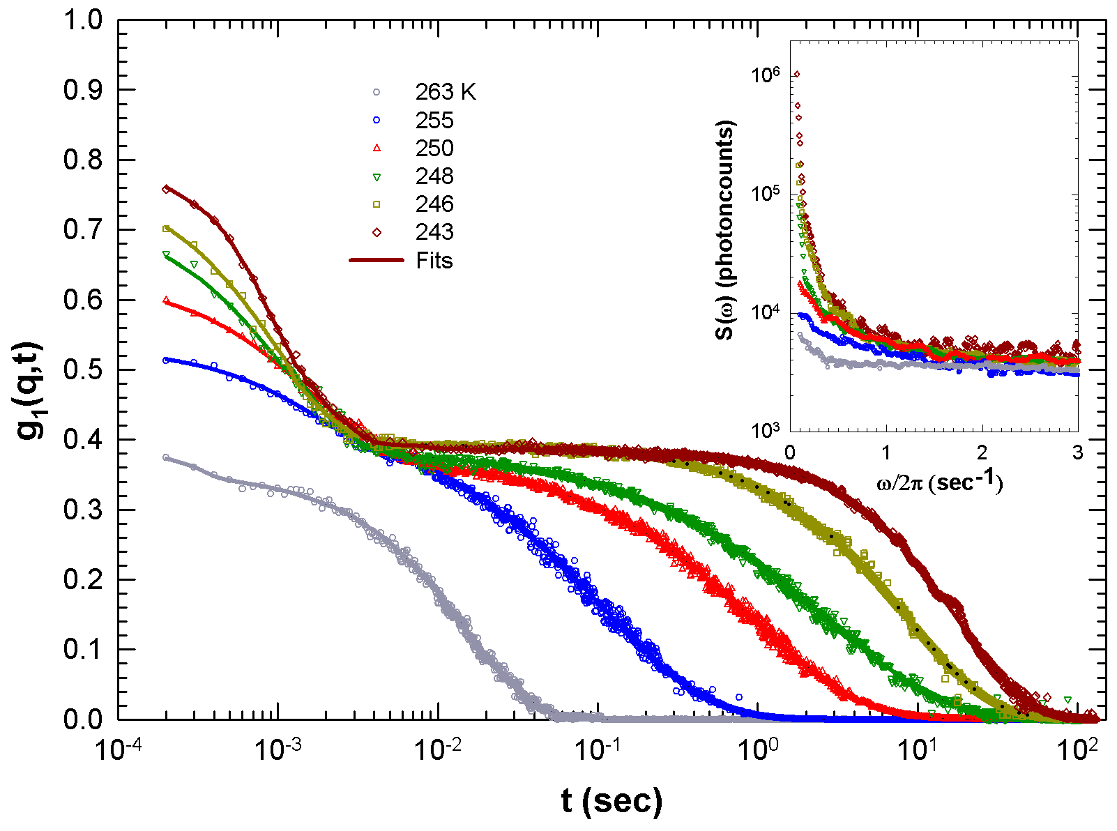 1.0
0.9
0.8
0.7
0.6
0.5
0.4
0.3
0.2
0.1
0.0
g₁(q,t)
10⁻⁴ 10⁻³ 10⁻² 10⁻¹ 10⁰ 10¹ 10²
t (sec)
263 K
255
250
248
246
243
Fits
S(ω) (photoncounts)
10⁶
10⁵
10⁴
10³
0 1 2 3
ω/2π (sec⁻¹)